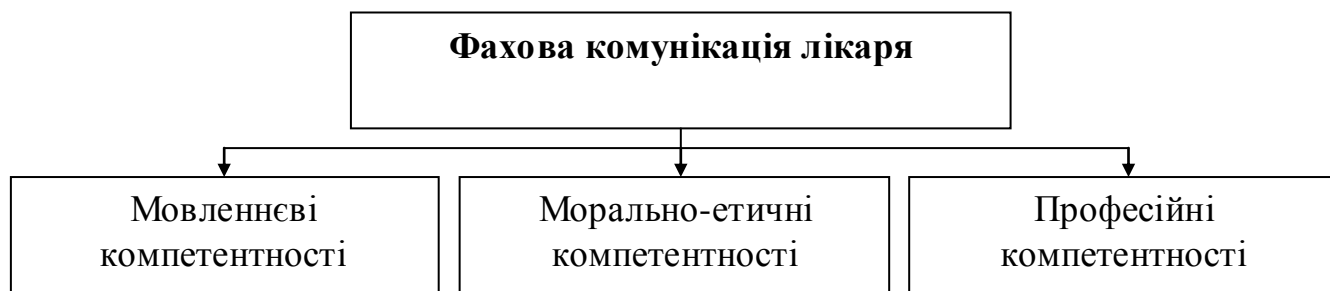 Фахова комунікація лікаря
Мовленнєві
компетентності
Морально-етичні
компетентності
Професійні
компетентності